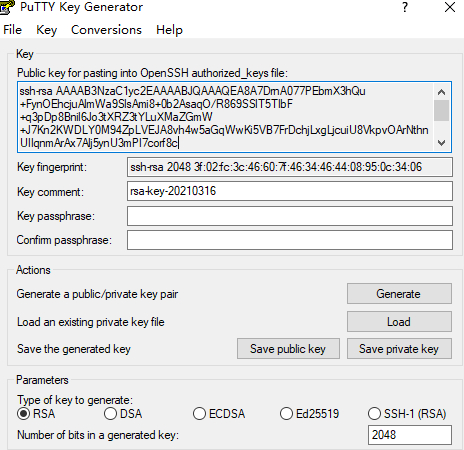 PuTTY Key Generator
File Key Conversions Help
Key
Public key for pasting into OpenSSH authorized_keys file:
ssh-rsa AAAAB3NzaC1yc2EAAAABJQAAAQEA8A7DrnA077PEbmX3hQu
+FynOEhcjuAlmWa9SlsAmi8+0b2AsaqO/R869SSIT5TlbF
+q3pDp8Bnil6Jo3tXRZ3tYLuXMaZGmW
+J7Kn2KWDLY0M94ZpLVEJA8vh4w5aGqWwKi5VB7FrDchjLxgLjcuiU8VkpvOArNthn
UIIqnmArAx7Alj5ynU3mPI7corf8c
Key fingerprint: ssh-rsa 2048 3f:02:fc:3c:46:60:7f:46:34:46:44:08:95:0c:34:06
Key comment: rsa-key-20210316
Key passphrase:
Confirm passphrase:
Actions
Generate a public/private key pair Generate
Load an existing private key file Load
Save the generated key Save public key Save private key
Parameters
Type of key to generate:
RSA DSA ECDSA Ed25519 SSH-1 (RSA)
Number of bits in a generated key: 2048